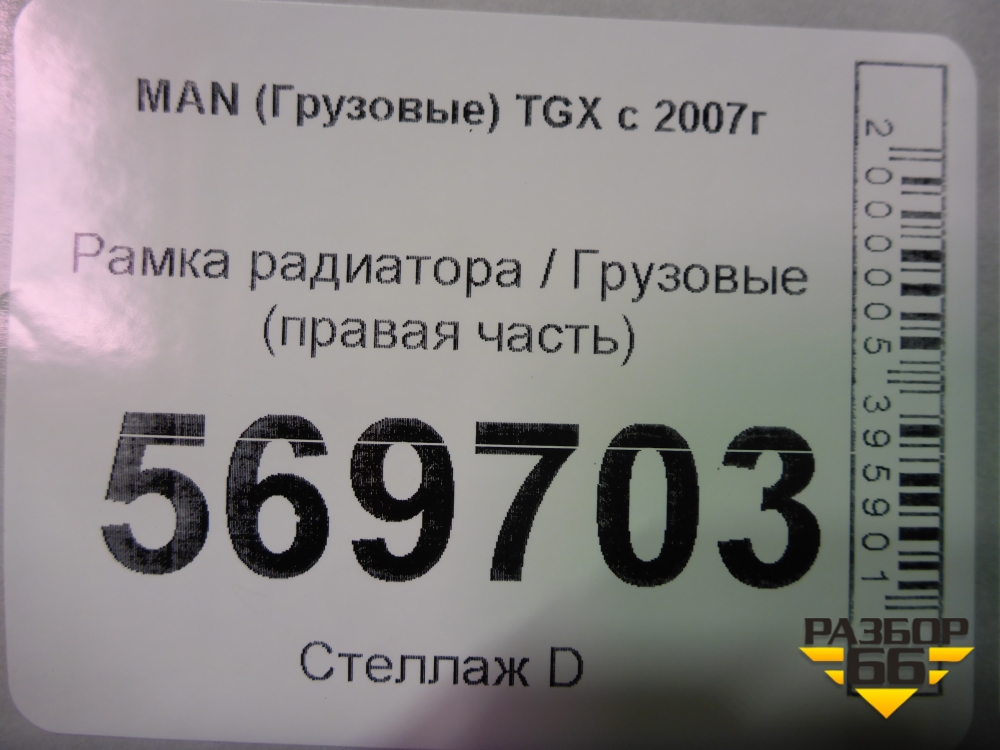 MAN (Грузовые) TGX с 2007г
Рамка радиатора / Грузовые
(правая часть)
569703
Стеллаж D
2000005395901
РАЗБОР
66